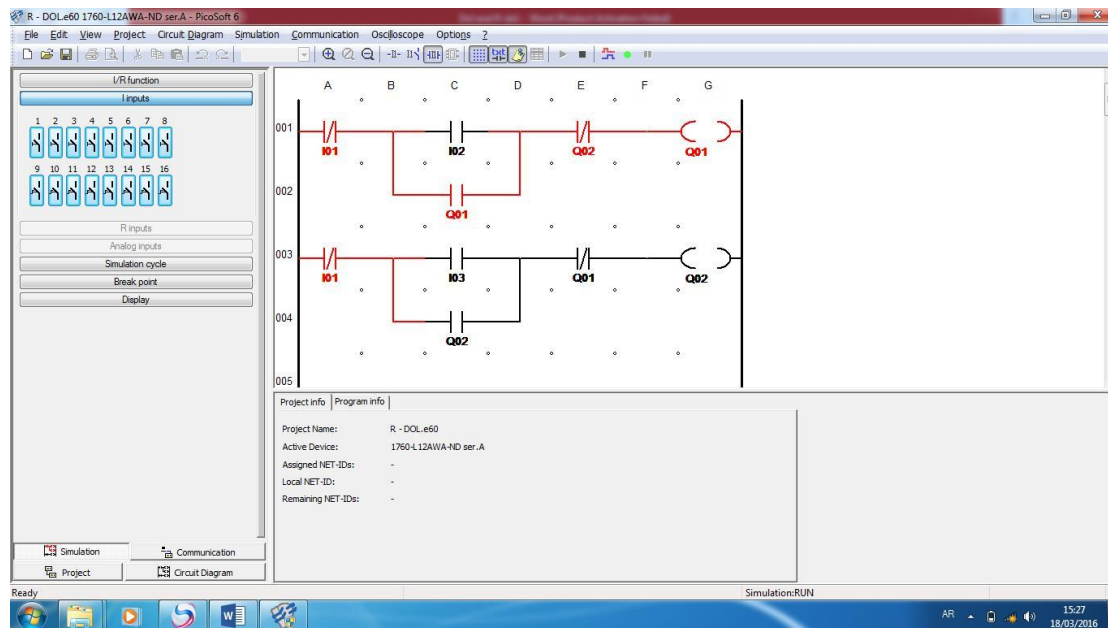 R - DOL.e60 1760-L12AWA-ND ser.A - PicoSoft 6
File Edit View Project Circuit Diagram Simulation Communication Oscilloscope Options ?
I/R function
I inputs
1 2 3 4 5 6 7 8
9 10 11 12 13 14 15 16
R inputs
Analog inputs
Simulation cycle
Break point
Display
Simulation
Communication
Project
Circuit Diagram
A B C D E F G
001
I01
I02
Q02
Q01
002
Q01
003
I01
I03
Q01
Q02
004
Q02
005
Project info
Program info
Project Name: R - DOL.e60
Active Device: 1760-L12AWA-ND ser.A
Assigned NET-IDs: -
Local NET-ID: -
Remaining NET-IDs: -
Ready
Simulation:RUN
AR
15:27
18/03/2016